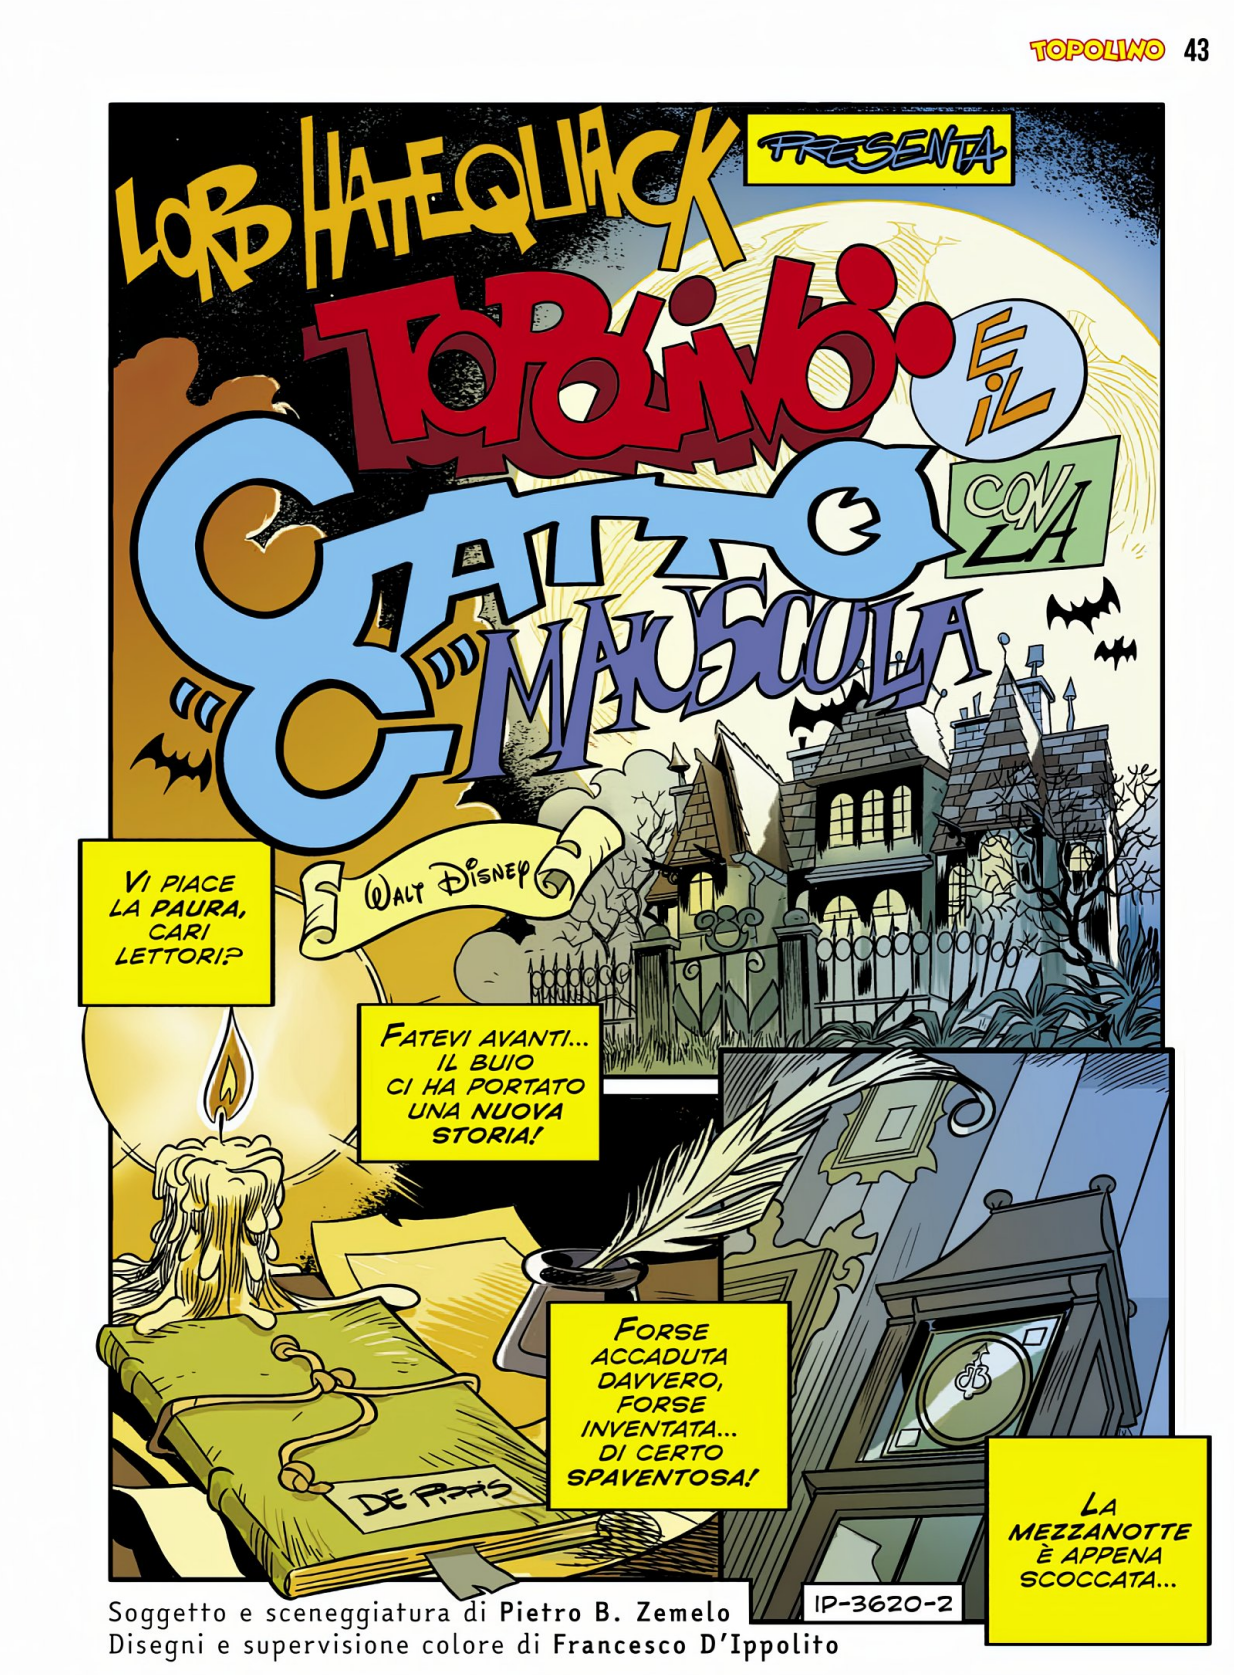 TOPOLINO 43
LORD HATEQUACK
PRESENTA
TOPOLINO
E
IL
GATTO
CON
LA
"G"
MAIUSCOLA
WALT DISNEY
VI PIACE
LA PAURA,
CARI
LETTORI?
FATEVI AVANTI...
IL BUIO
CI HA PORTATO
UNA NUOVA
STORIA!
FORSE
ACCADUTA
DAVVERO,
FORSE
INVENTATA...
DI CERTO
SPAVENTOSA!
DE PIPPIS
LA
MEZZANOTTE
È APPENA
SCOCCATA...
IP-3620-2
Soggetto e sceneggiatura di Pietro B. Zemelo
Disegni e supervisione colore di Francesco D'Ippolito